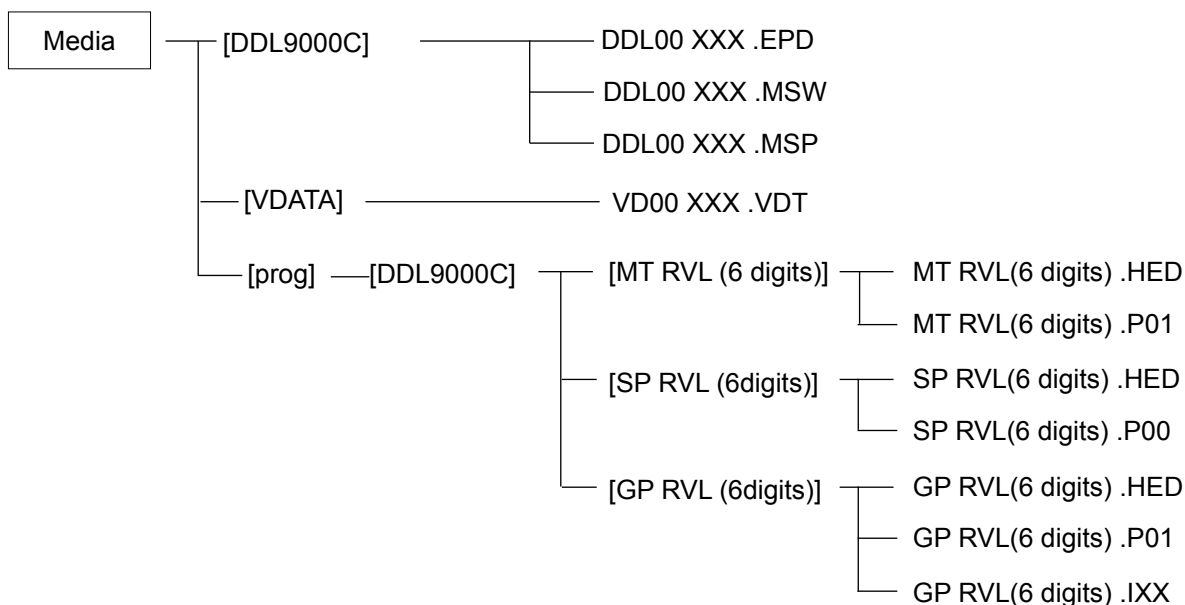 Media [DDL9000C] DDL00 XXX .EPD
DDL00 XXX .MSW
DDL00 XXX .MSP
[VDATA] VD00 XXX .VDT
[prog] [DDL9000C] [MT RVL (6 digits)] MT RVL(6 digits) .HED
MT RVL(6 digits) .P01
[SP RVL (6digits)] SP RVL(6 digits) .HED
SP RVL(6 digits) .P00
[GP RVL (6digits)] GP RVL(6 digits) .HED
GP RVL(6 digits) .P01
GP RVL(6 digits) .IXX